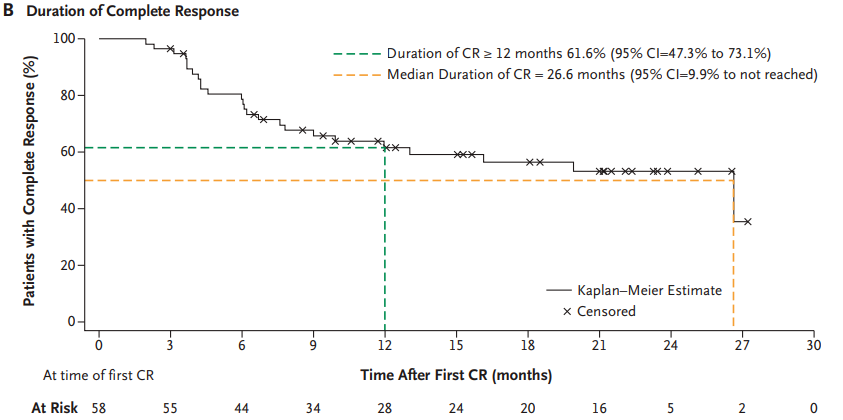 B Duration of Complete Response
Patients with Complete Response (%)
100
80
60
40
20
0
Duration of CR ≥ 12 months 61.6% (95% CI=47.3% to 73.1%)
Median Duration of CR = 26.6 months (95% CI=9.9% to not reached)
Kaplan–Meier Estimate
× Censored
0 3 6 9 12 15 18 21 24 27 30
At time of first CR
Time After First CR (months)
At Risk 58 55 44 34 28 24 20 16 5 2 0